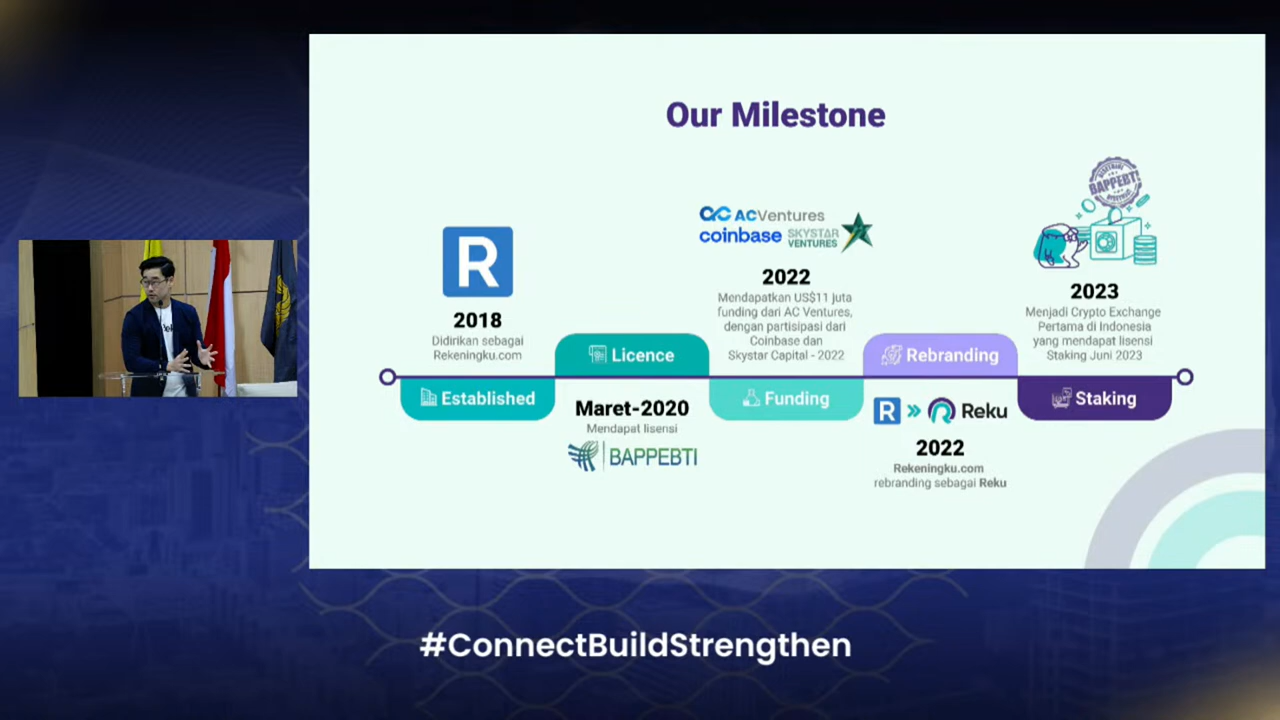 Our Milestone
R
2018
Didirikan sebagai
Rekeningku.com
Established
Licence
Maret-2020
Mendapat lisensi
BAPPEBTI
ACVentures
coinbase SKYSTAR
VENTURES
2022
Mendapatkan US$11 juta
funding dari AC Ventures,
dengan partisipasi dari
Coinbase dan
Skystar Capital - 2022
Funding
Rebranding
R Reku
2022
Rekeningku.com
rebranding sebagai Reku
BAPPEBTI
2023
Menjadi Crypto Exchange
Pertama di Indonesia
yang mendapat lisensi
Staking Juni 2023
Staking
#ConnectBuildStrengthen